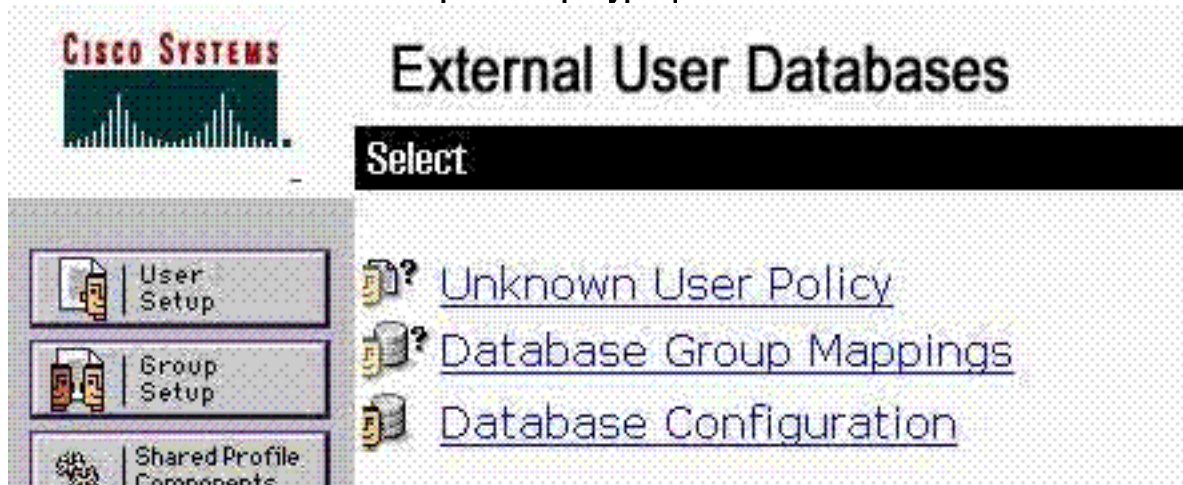 CISCO SYSTEMS
External User Databases
Select
User
Setup
Group
Setup
Shared Profile
Components
Unknown User Policy
Database Group Mappings
Database Configuration